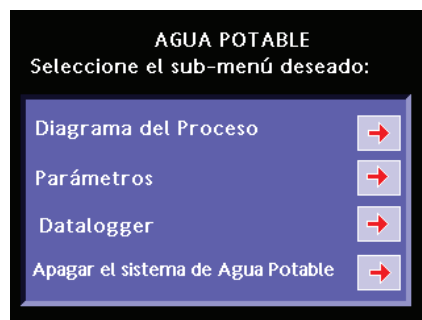 AGUA POTABLE
Seleccione el sub-menú deseado:
Diagrama del Proceso
Parámetros
Datalogger
Apagar el sistema de Agua Potable